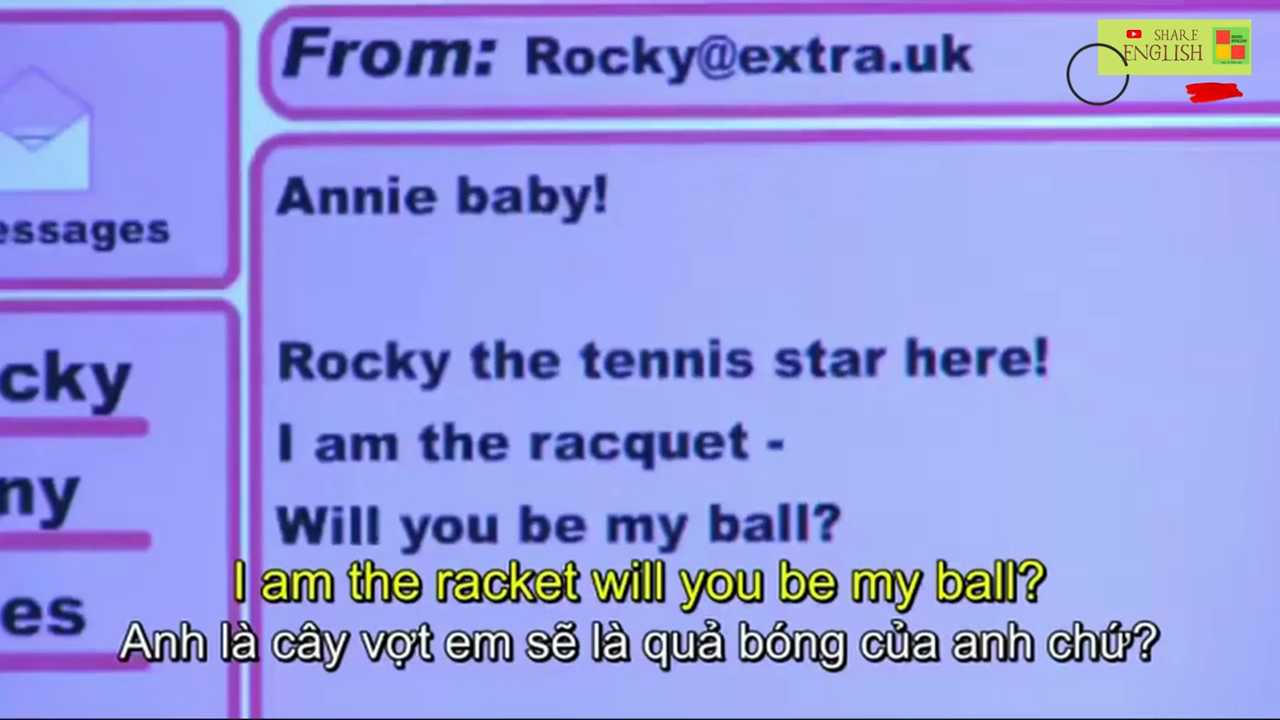 From: Rocky@extra.uk
SHARE
ENGLISH
essages
Annie baby!
Rocky the tennis star here!
I am the racquet -
Will you be my ball?
cky
ny
es
I am the racket will you be my ball?
Anh là cây vợt em sẽ là quả bóng của anh chứ?